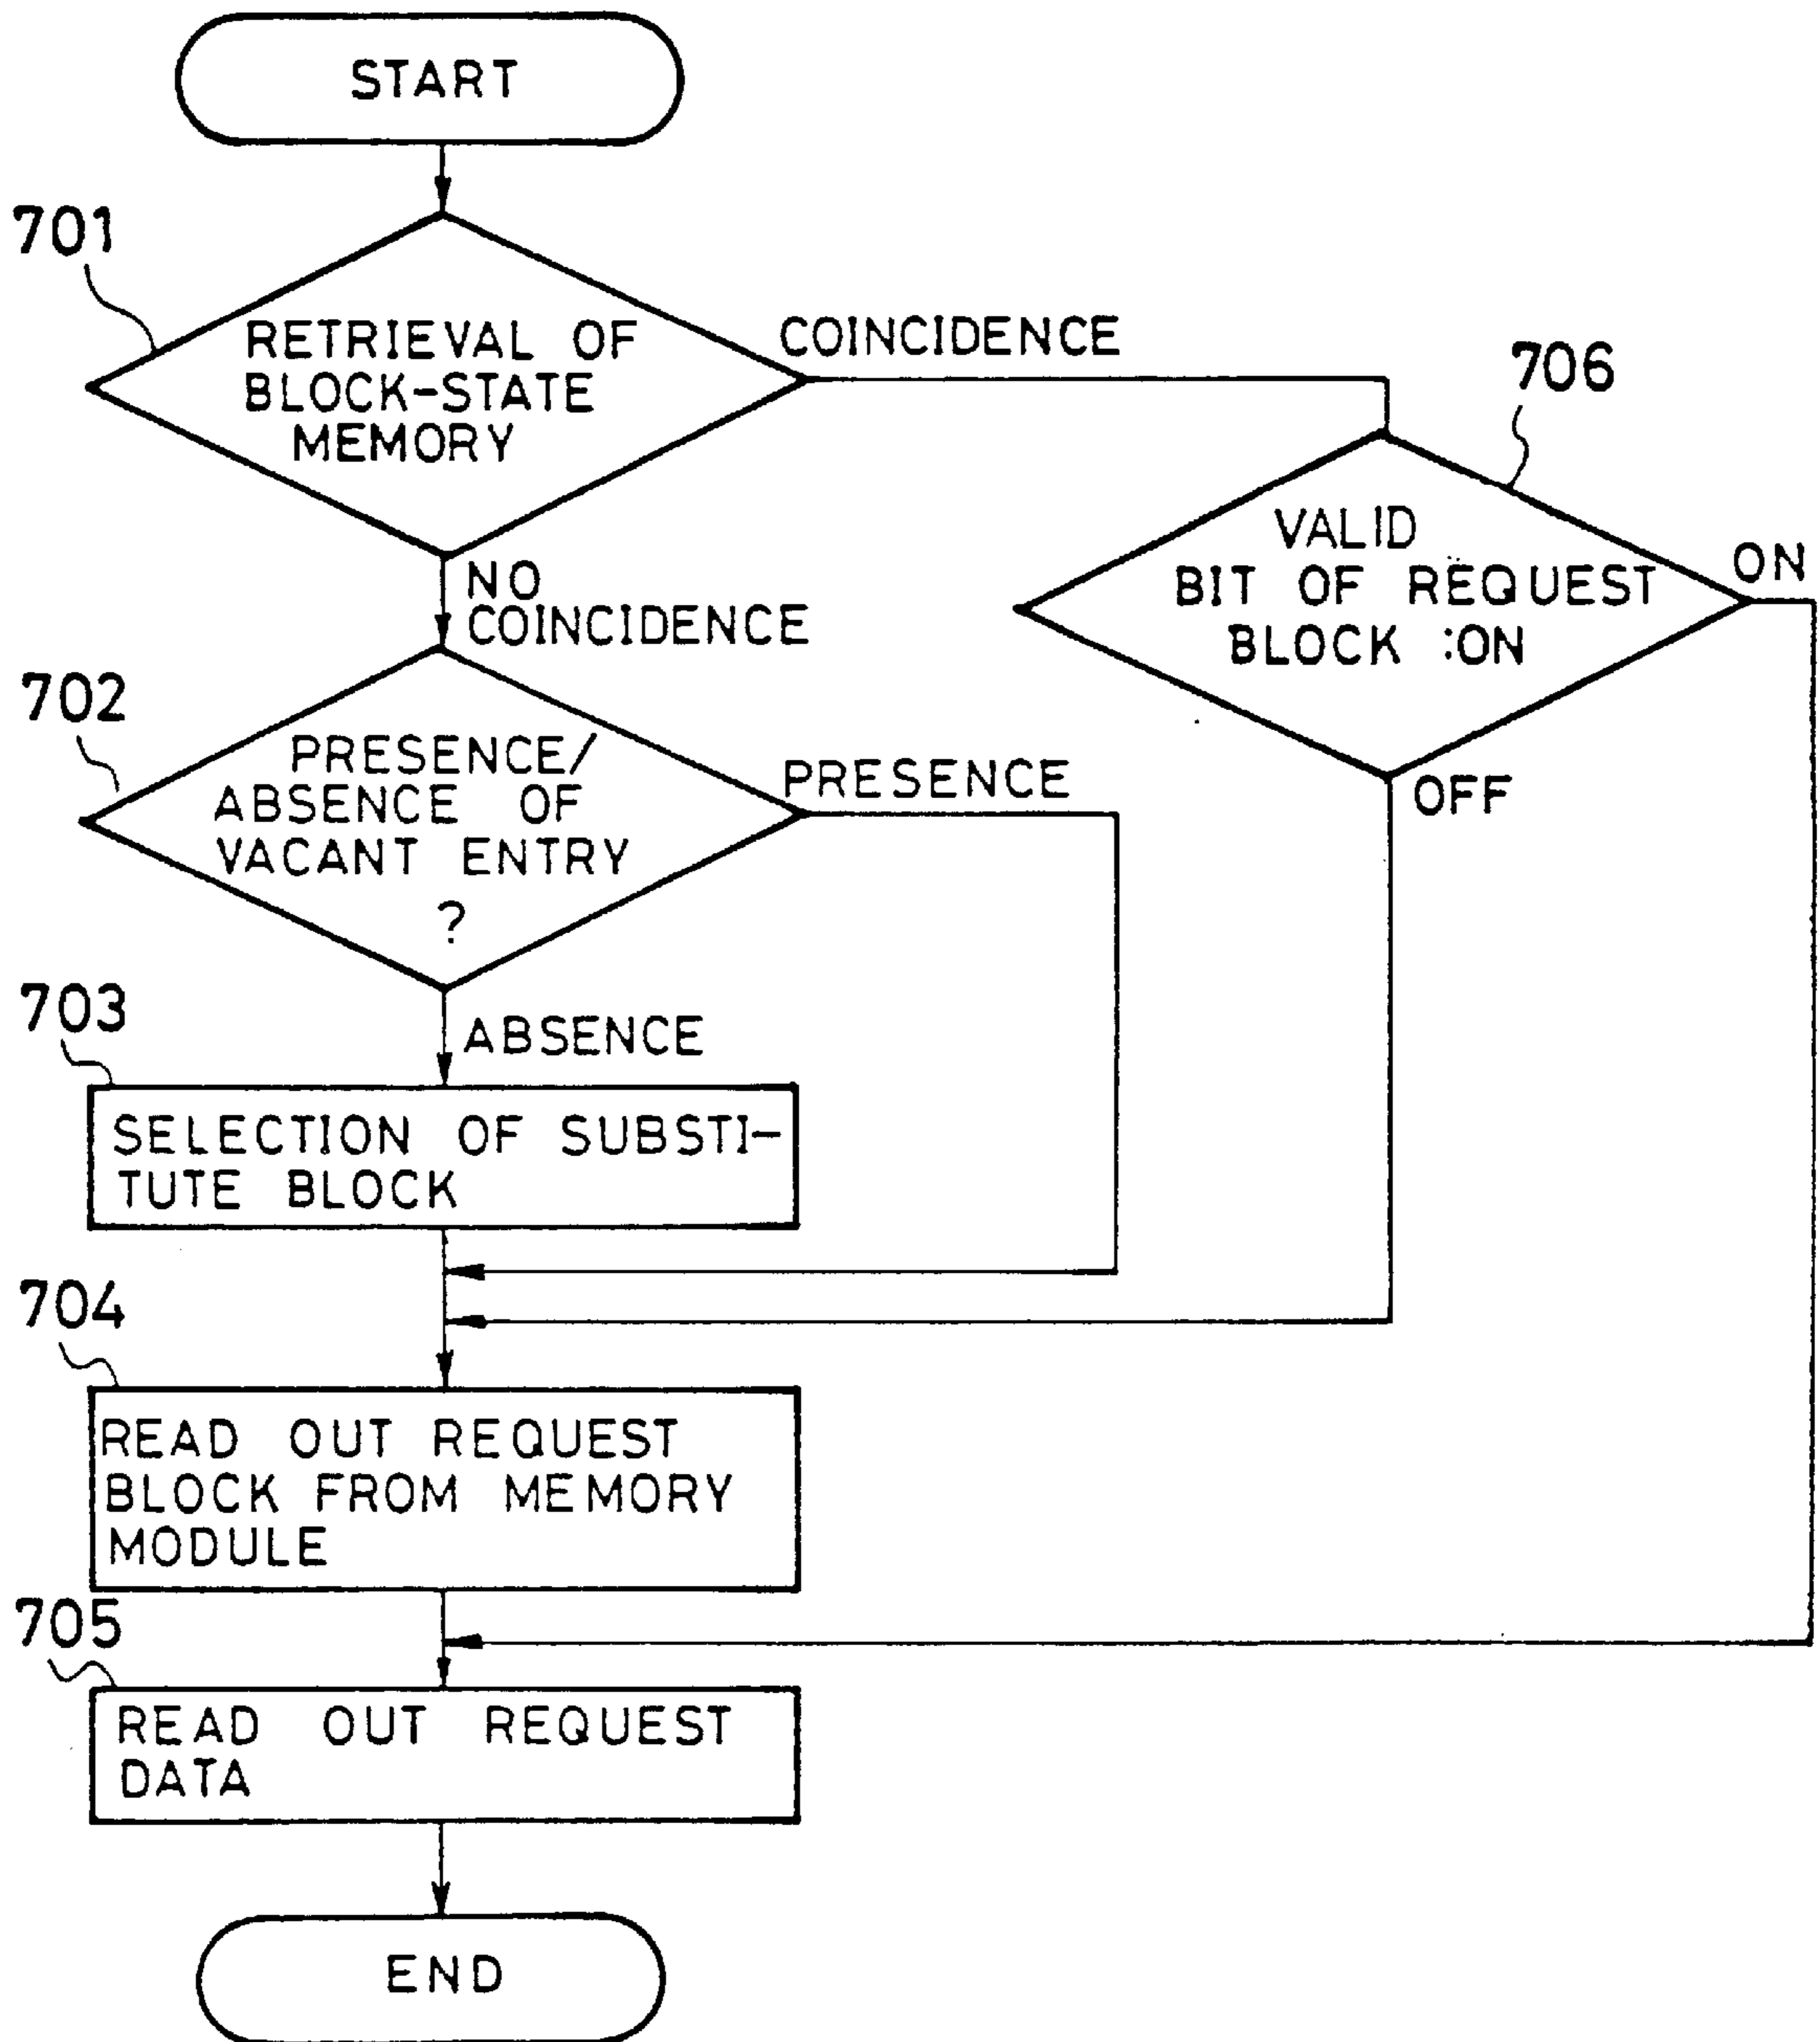 START
701
RETRIEVAL OF
BLOCK-STATE
MEMORY
COINCIDENCE
706
VALID
BIT OF REQUEST
BLOCK :ON
ON
NO
COINCIDENCE
OFF
702
PRESENCE/
ABSENCE OF
VACANT ENTRY
?
PRESENCE
ABSENCE
703
SELECTION OF SUBSTI-
TUTE BLOCK
704
READ OUT REQUEST
BLOCK FROM MEMORY
MODULE
705
READ OUT REQUEST
DATA
END